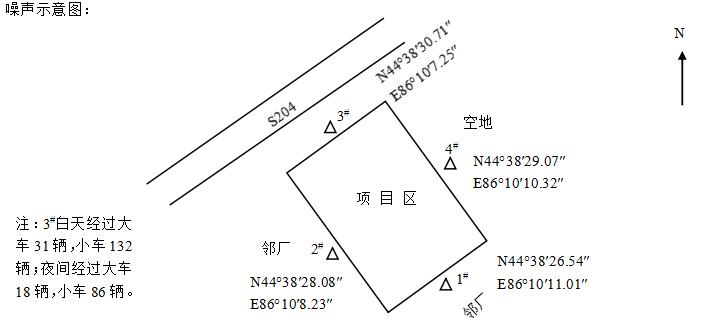 噪声示意图：
N
N44°38′30.71″
E86°10′7.25″
S204
3#
空地
4#
N44°38′29.07″
E86°10′10.32″
项 目 区
注：3#白天经过大
车 31 辆，小车 132
辆；夜间经过大车
18 辆，小车 86 辆。
邻厂
2#
N44°38′28.08″
E86°10′8.23″
N44°38′26.54″
E86°10′11.01″
1#
邻厂